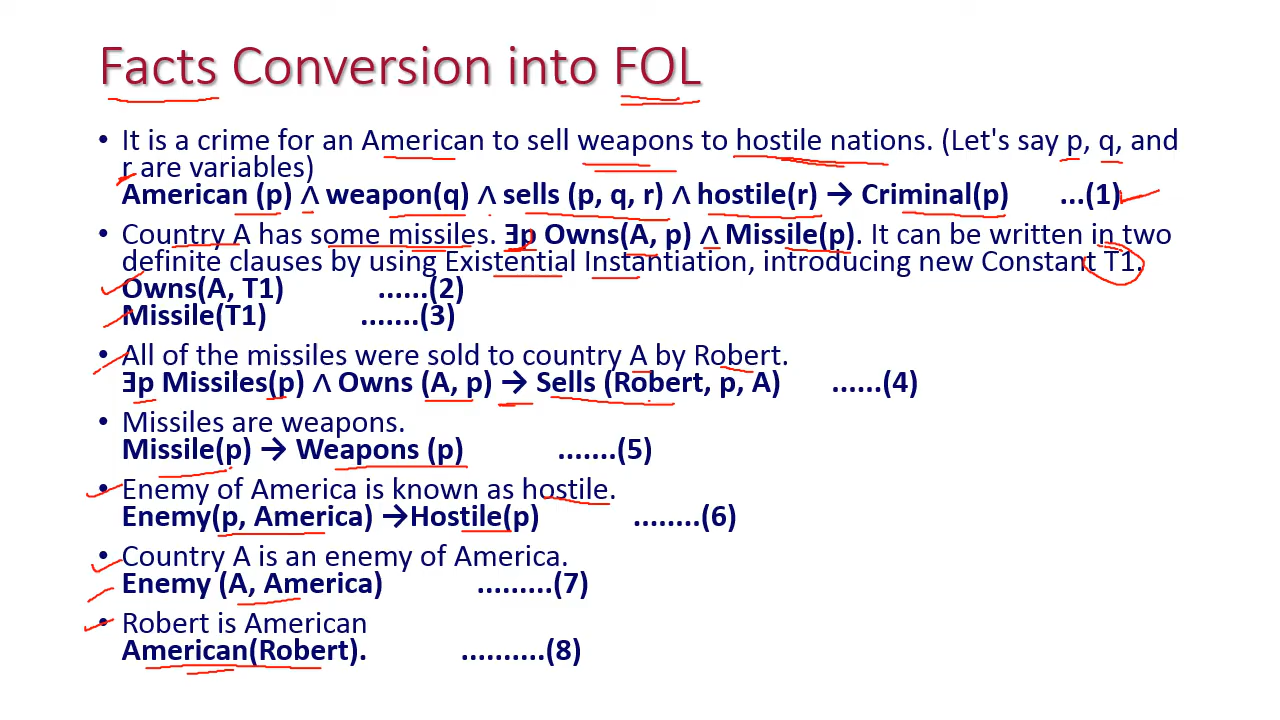 Facts Conversion into FOL
• It is a crime for an American to sell weapons to hostile nations. (Let's say p, q, and
r are variables)
American (p) ∧ weapon(q) ∧ sells (p, q, r) ∧ hostile(r) → Criminal(p) ...(1)
• Country A has some missiles. ∃p Owns(A, p) ∧ Missile(p). It can be written in two
definite clauses by using Existential Instantiation, introducing new Constant T1.
Owns(A, T1) ......(2)
Missile(T1) .......(3)
• All of the missiles were sold to country A by Robert.
∃p Missiles(p) ∧ Owns (A, p) → Sells (Robert, p, A) ......(4)
• Missiles are weapons.
Missile(p) → Weapons (p) .......(5)
• Enemy of America is known as hostile.
Enemy(p, America) →Hostile(p) ........(6)
• Country A is an enemy of America.
Enemy (A, America) .........(7)
• Robert is American
American(Robert). ..........(8)